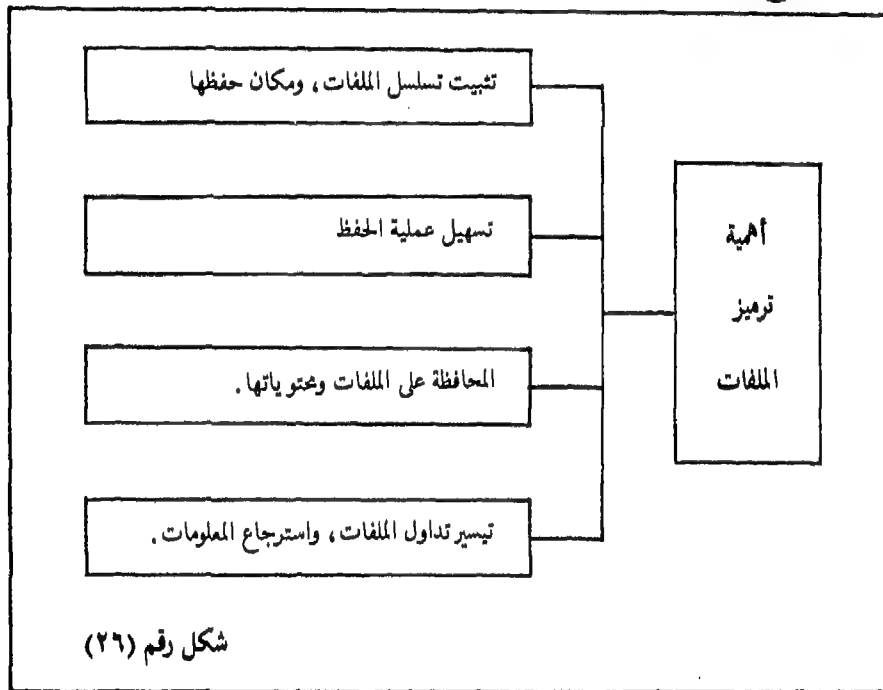 أهمية
ترميز
الملفات
تثبيت تسلسل الملفات، ومكان حفظها
تسهيل عملية الحفظ
المحافظة على الملفات ومحتوياتها.
تيسير تداول الملفات، واسترجاع المعلومات.
شكل رقم (٢٦)